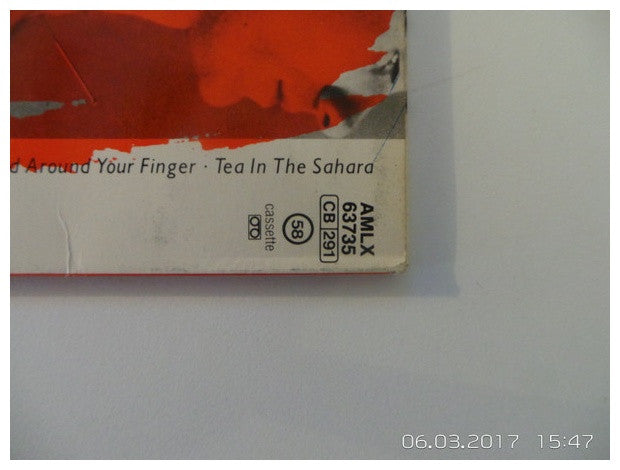 d Around Your Finger · Tea In The Sahara
AMLX
63735
CB 291
58
cassette
06.03.2017 15:47